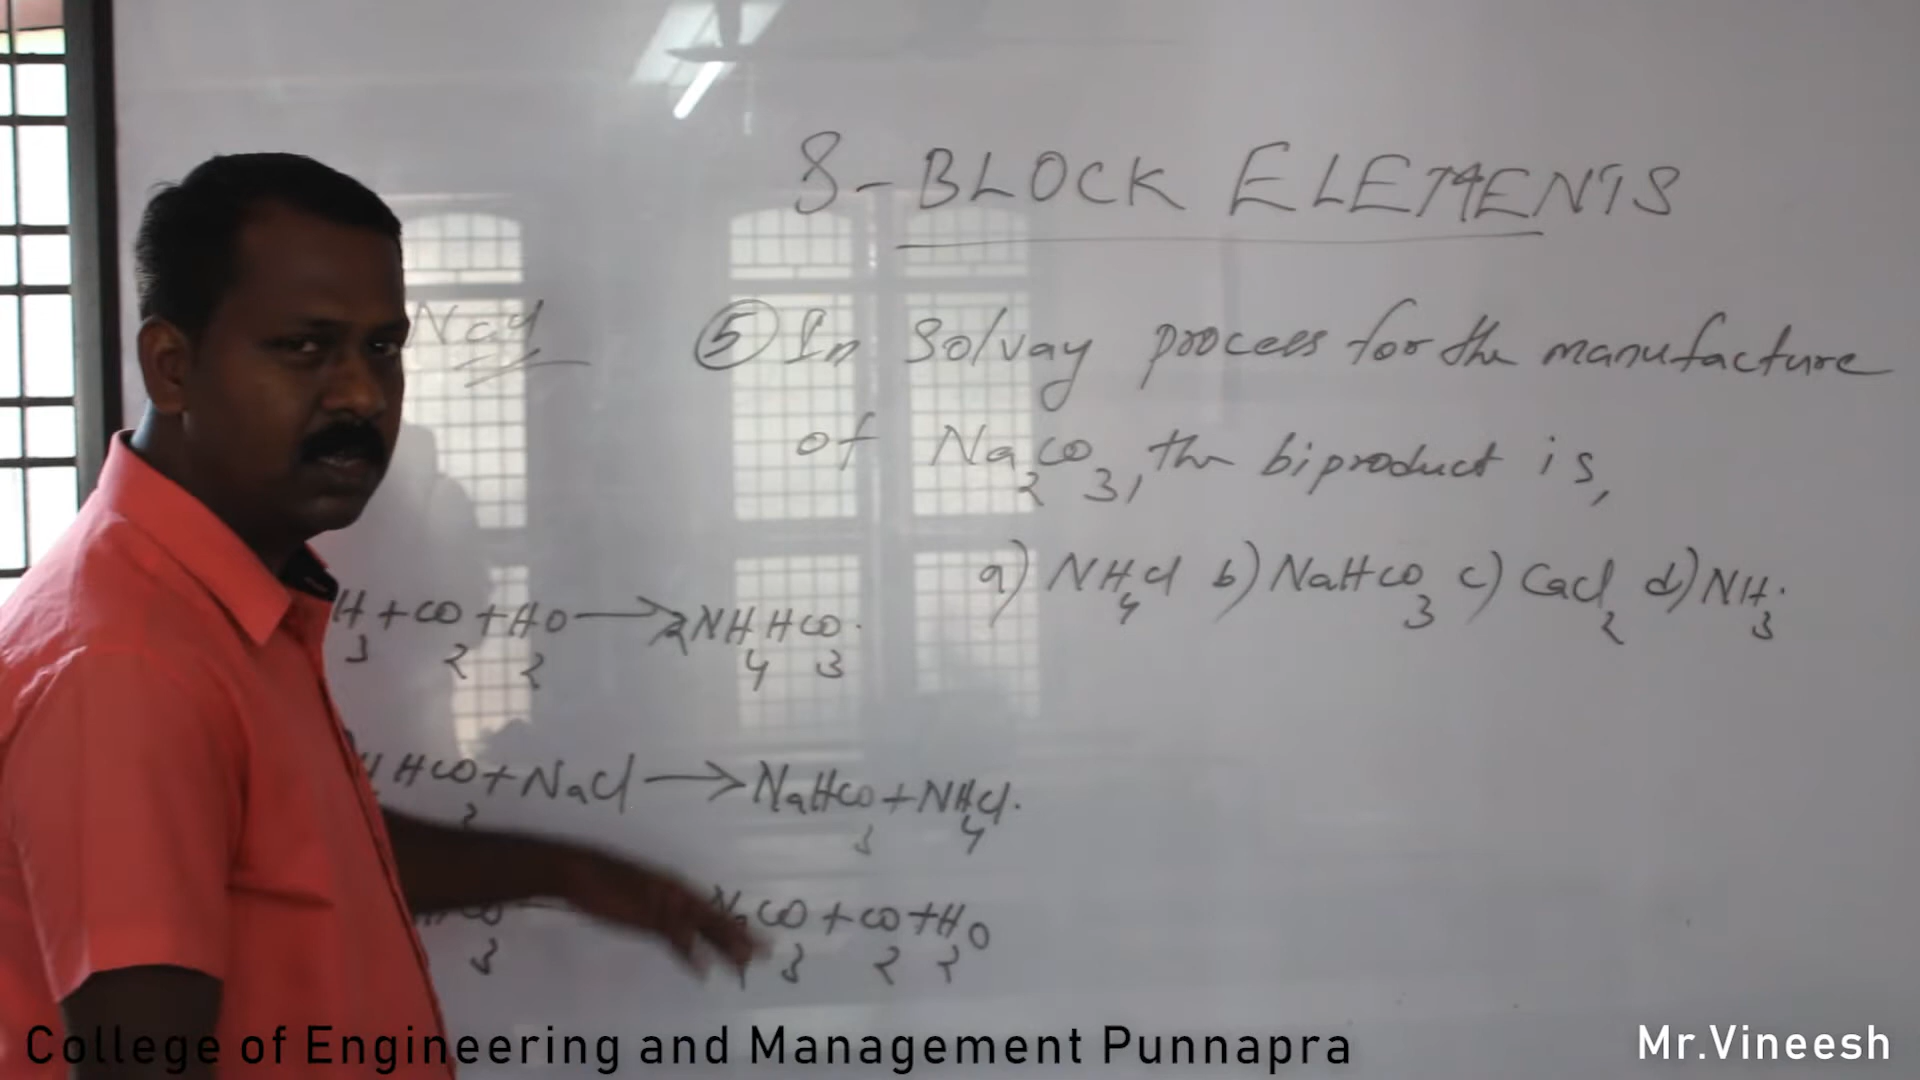 S-BLOCK ELEMENTS
⑤ In Solvay process for the manufacture
of Na2CO3, the biproduct is,
a) NH4Cl b) NaHCO3 c) CaCl2 d) NH3.
H3 + CO2 + H2O → 2NH4HCO3.
HCO3 + NaCl → NaHCO3 + NH4Cl.
CO3 + CO2 + H2O
College of Engineering and Management Punnapra
Mr.Vineesh